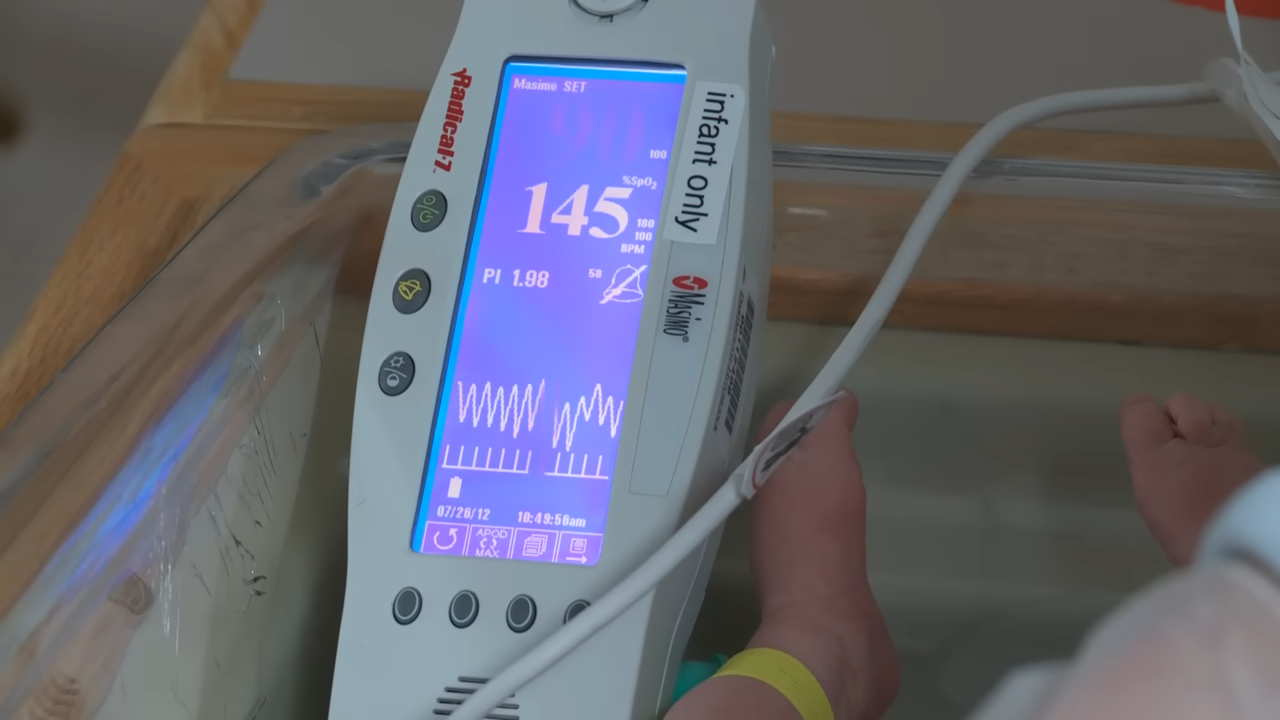 Masimo SET
100
%SpO₂
145
180
100
BPM
PI 1.98
58
07/26/12 10:49:56am
APOD
MAX
Radical-7
infant only
MASIMO®